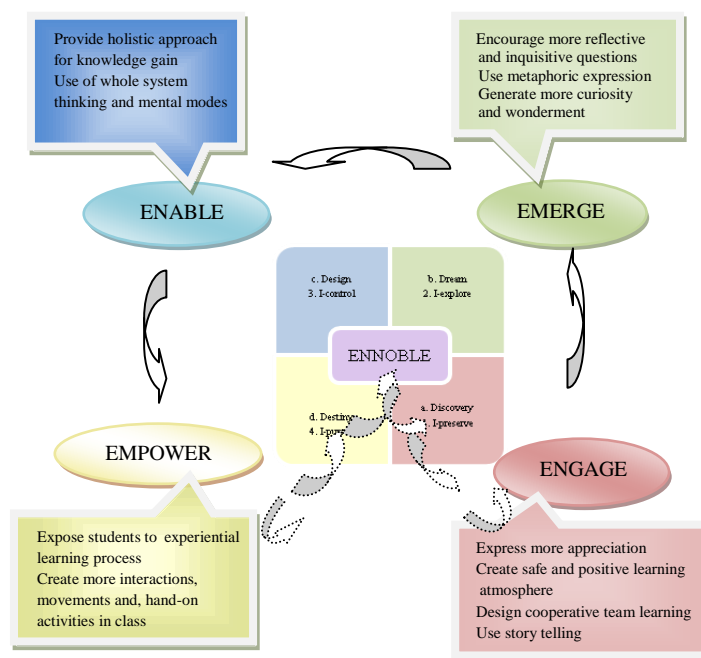 Provide holistic approach
for knowledge gain
Use of whole system
thinking and mental modes
Encourage more reflective
and inquisitive questions
Use metaphoric expression
Generate more curiosity
and wonderment
ENABLE
EMERGE
c. Design
3. I-control
b. Dream
2. I-explore
ENNOBLE
d. Destiny
4.
a. Discovery
I-preserve
EMPOWER
ENGAGE
Expose students to experiential
learning process
Create more interactions,
movements and, hand-on
activities in class
Express more appreciation
Create safe and positive learning
atmosphere
Design cooperative team learning
Use story telling